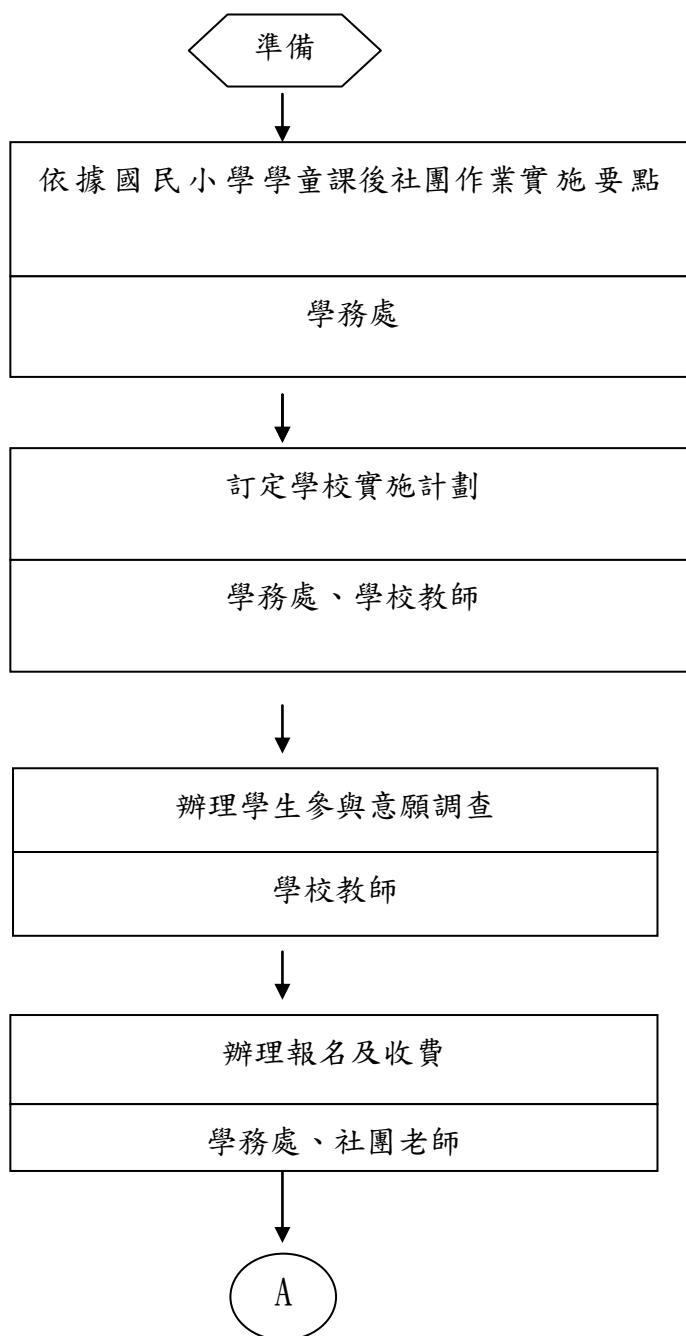 準備
依據國民小學學童課後社團作業實施要點
學務處
訂定學校實施計劃
學務處、學校教師
辦理學生參與意願調查
學校教師
辦理報名及收費
學務處、社團老師
A